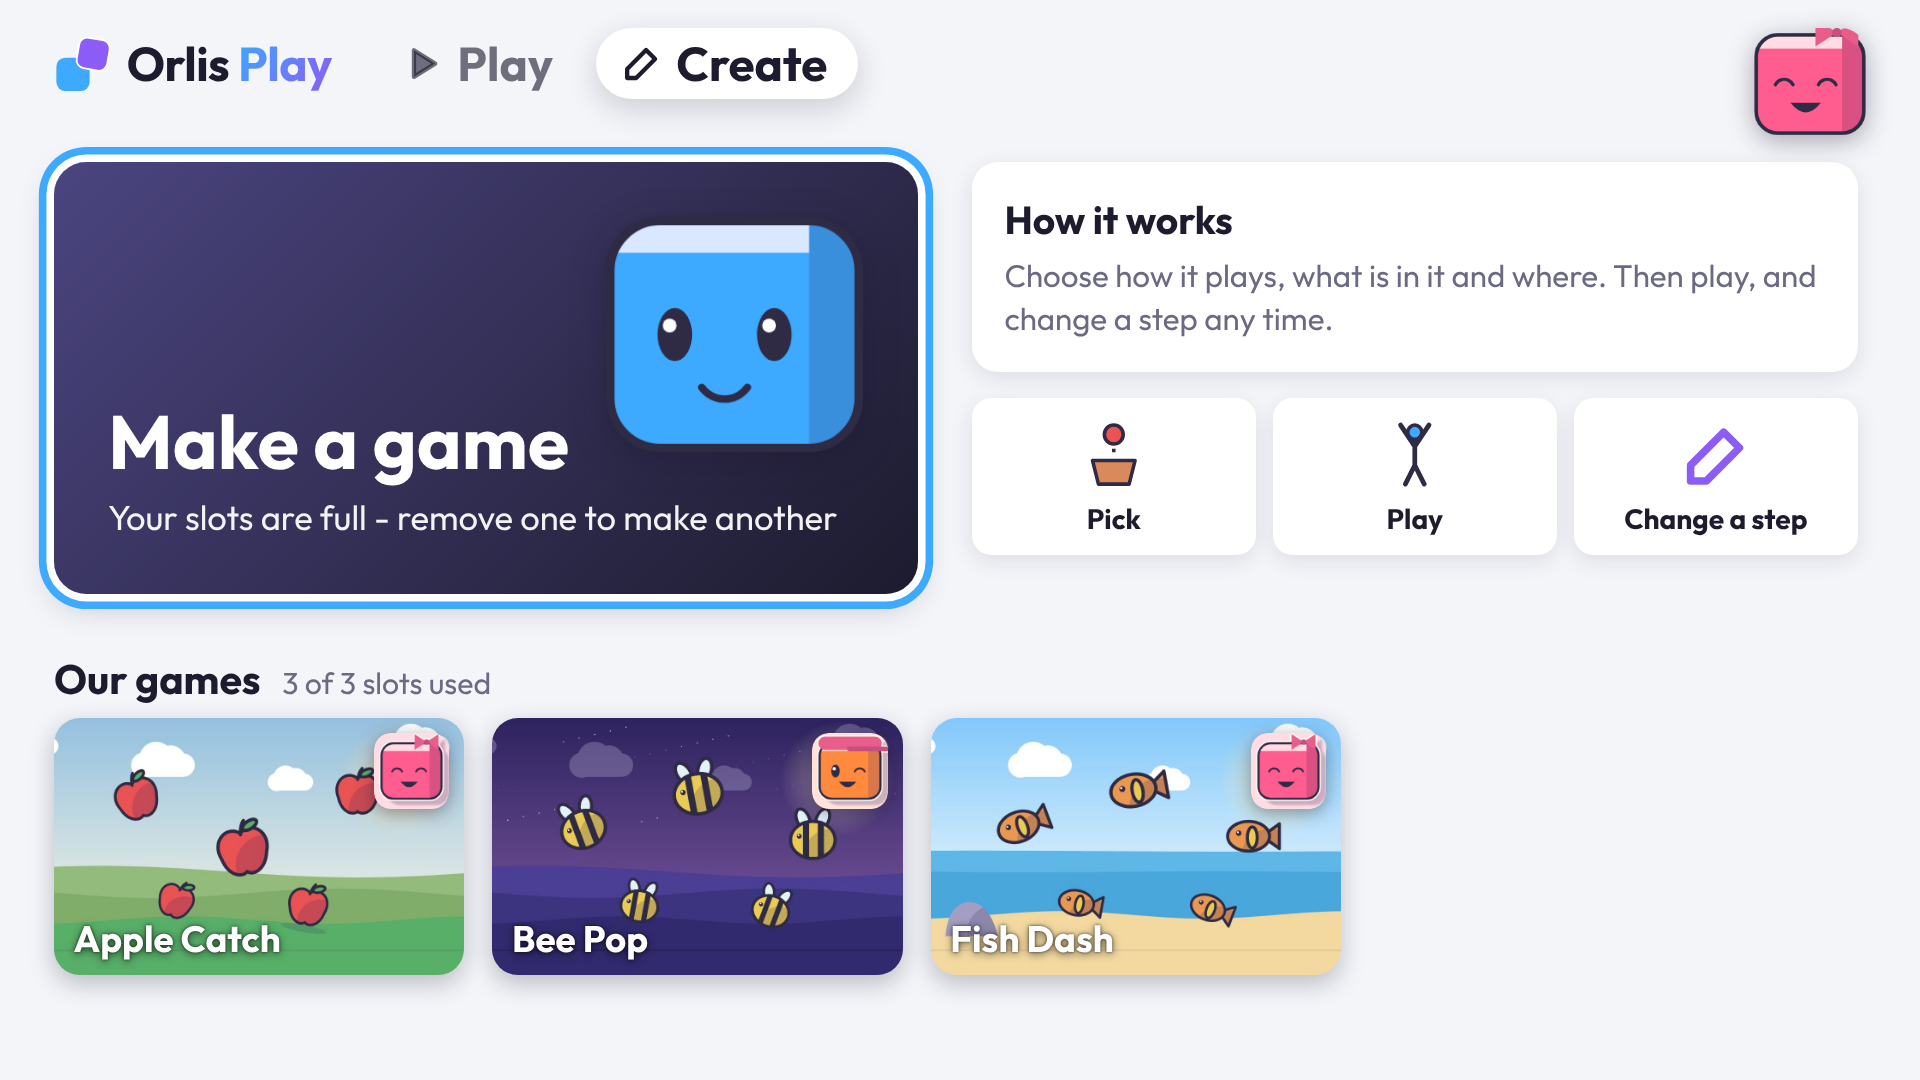 Orlis Play
Play
Create
Make a game
Your slots are full - remove one to make another
How it works
Choose how it plays, what is in it and where. Then play, and
change a step any time.
Pick
Play
Change a step
Our games
3 of 3 slots used
Apple Catch
Bee Pop
Fish Dash